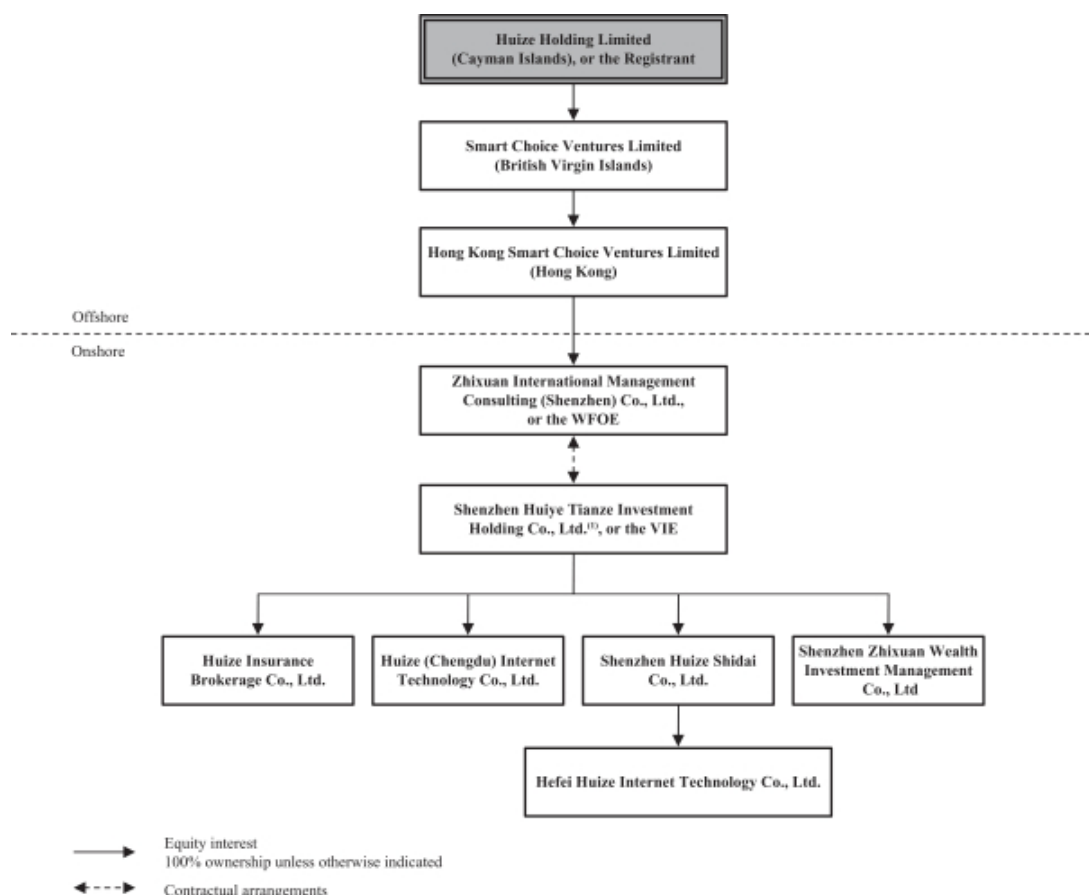 Huize Holding Limited
(Cayman Islands), or the Registrant
Smart Choice Ventures Limited
(British Virgin Islands)
Hong Kong Smart Choice Ventures Limited
(Hong Kong)
Offshore
Onshore
Zhixuan International Management
Consulting (Shenzhen) Co., Ltd.,
or the WFOE
Shenzhen Huiye Tianze Investment
Holding Co., Ltd.(1), or the VIE
Huize Insurance
Brokerage Co., Ltd.
Huize (Chengdu) Internet
Technology Co., Ltd.
Shenzhen Huize Shidai
Co., Ltd.
Shenzhen Zhixuan Wealth
Investment Management
Co., Ltd
Hefei Huize Internet Technology Co., Ltd.
Equity interest
100% ownership unless otherwise indicated
Contractual arrangements